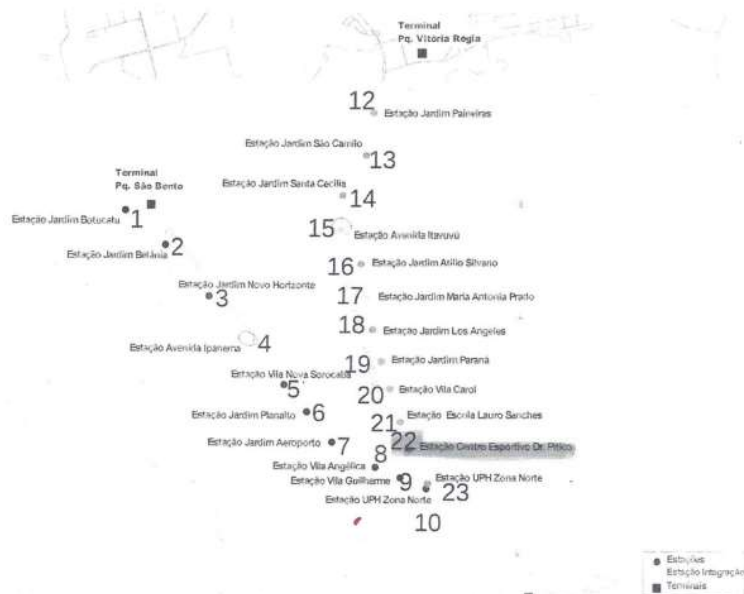 Terminal
Pq. Vitória Régia
12
Estação Jardim Paineiras
Estação Jardim São Camilo
13
Terminal
Pq. São Bento
Estação Jardim Santa Cecília
14
Estação Jardim Botucatu
1
15
Estação Avenida Itavuvú
2
Estação Jardim Betânia
16
Estação Jardim Atílio Silvano
Estação Jardim Novo Horizonte
3
17
Estação Jardim Maria Antonia Prado
18
Estação Jardim Los Angeles
4
Estação Avenida Ipanema
19
Estação Jardim Paraná
Estação Vila Nova Sorocaba
5
20
Estação Vila Carol
Estação Jardim Planalto
6
21
Estação Escola Lauro Sanches
Estação Jardim Aeroporto
7
22
Estação Centro Esportivo Dr. Pitico
8
Estação Vila Angélica
Estação Vila Guilherme
9
Estação UPH Zona Norte
23
Estação UPH Zona Norte
10
Estações
Estação Integração
Terminais